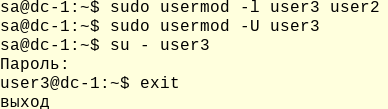 sa@dc-1:~$ sudo usermod -l user3 user2
sa@dc-1:~$ sudo usermod -U user3
sa@dc-1:~$ su - user3
Пароль:
user3@dc-1:~$ exit
выход